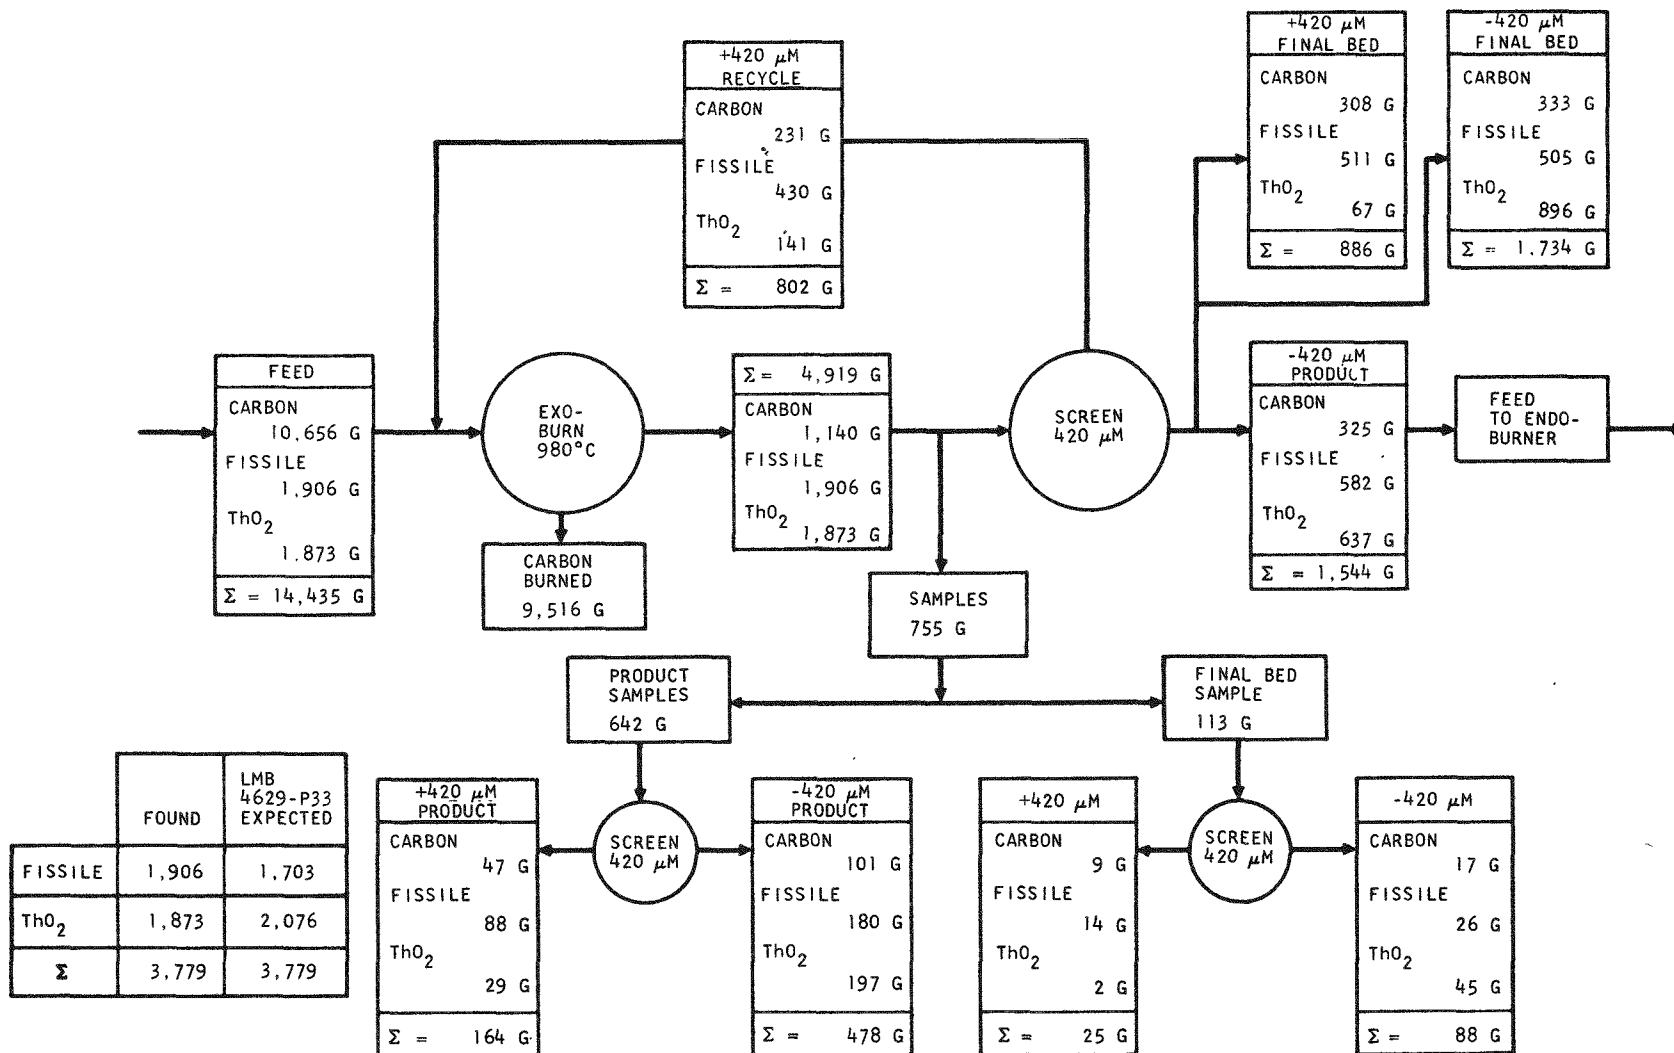 +420 μM
RECYCLE
CARBON
231 G
FISSILE
430 G
ThO2
141 G
Σ = 802 G
+420 μM
FINAL BED
CARBON
308 G
FISSILE
511 G
ThO2
67 G
Σ = 886 G
-420 μM
FINAL BED
CARBON
333 G
FISSILE
505 G
ThO2
896 G
Σ = 1.734 G
FEED
CARBON
10,656 G
FISSILE
1,906 G
ThO2
1.873 G
Σ = 14,435 G
EXO-
BURN
980°C
CARBON
BURNED
9,516 G
Σ = 4,919 G
CARBON
1,140 G
FISSILE
1,906 G
ThO2
1,873 G
SCREEN
420 μM
-420 μM
PRODUCT
CARBON
325 G
FISSILE
582 G
ThO2
637 G
Σ = 1,544 G
FEED
TO ENDO-
BURNER
SAMPLES
755 G
PRODUCT
SAMPLES
642 G
FINAL BED
SAMPLE
113 G
FOUND
LMB
4629-P33
EXPECTED
FISSILE 1,906 1,703
ThO2 1,873 2,076
Σ 3,779 3,779
+420 μM
PRODUCT
CARBON
47 G
FISSILE
88 G
ThO2
29 G
Σ = 164 G
SCREEN
420 μM
-420 μM
PRODUCT
CARBON
101 G
FISSILE
180 G
ThO2
197 G
Σ = 478 G
+420 μM
CARBON
9 G
FISSILE
14 G
ThO2
2 G
Σ = 25 G
SCREEN
420 μM
-420 μM
CARBON
17 G
FISSILE
26 G
ThO2
45 G
Σ = 88 G